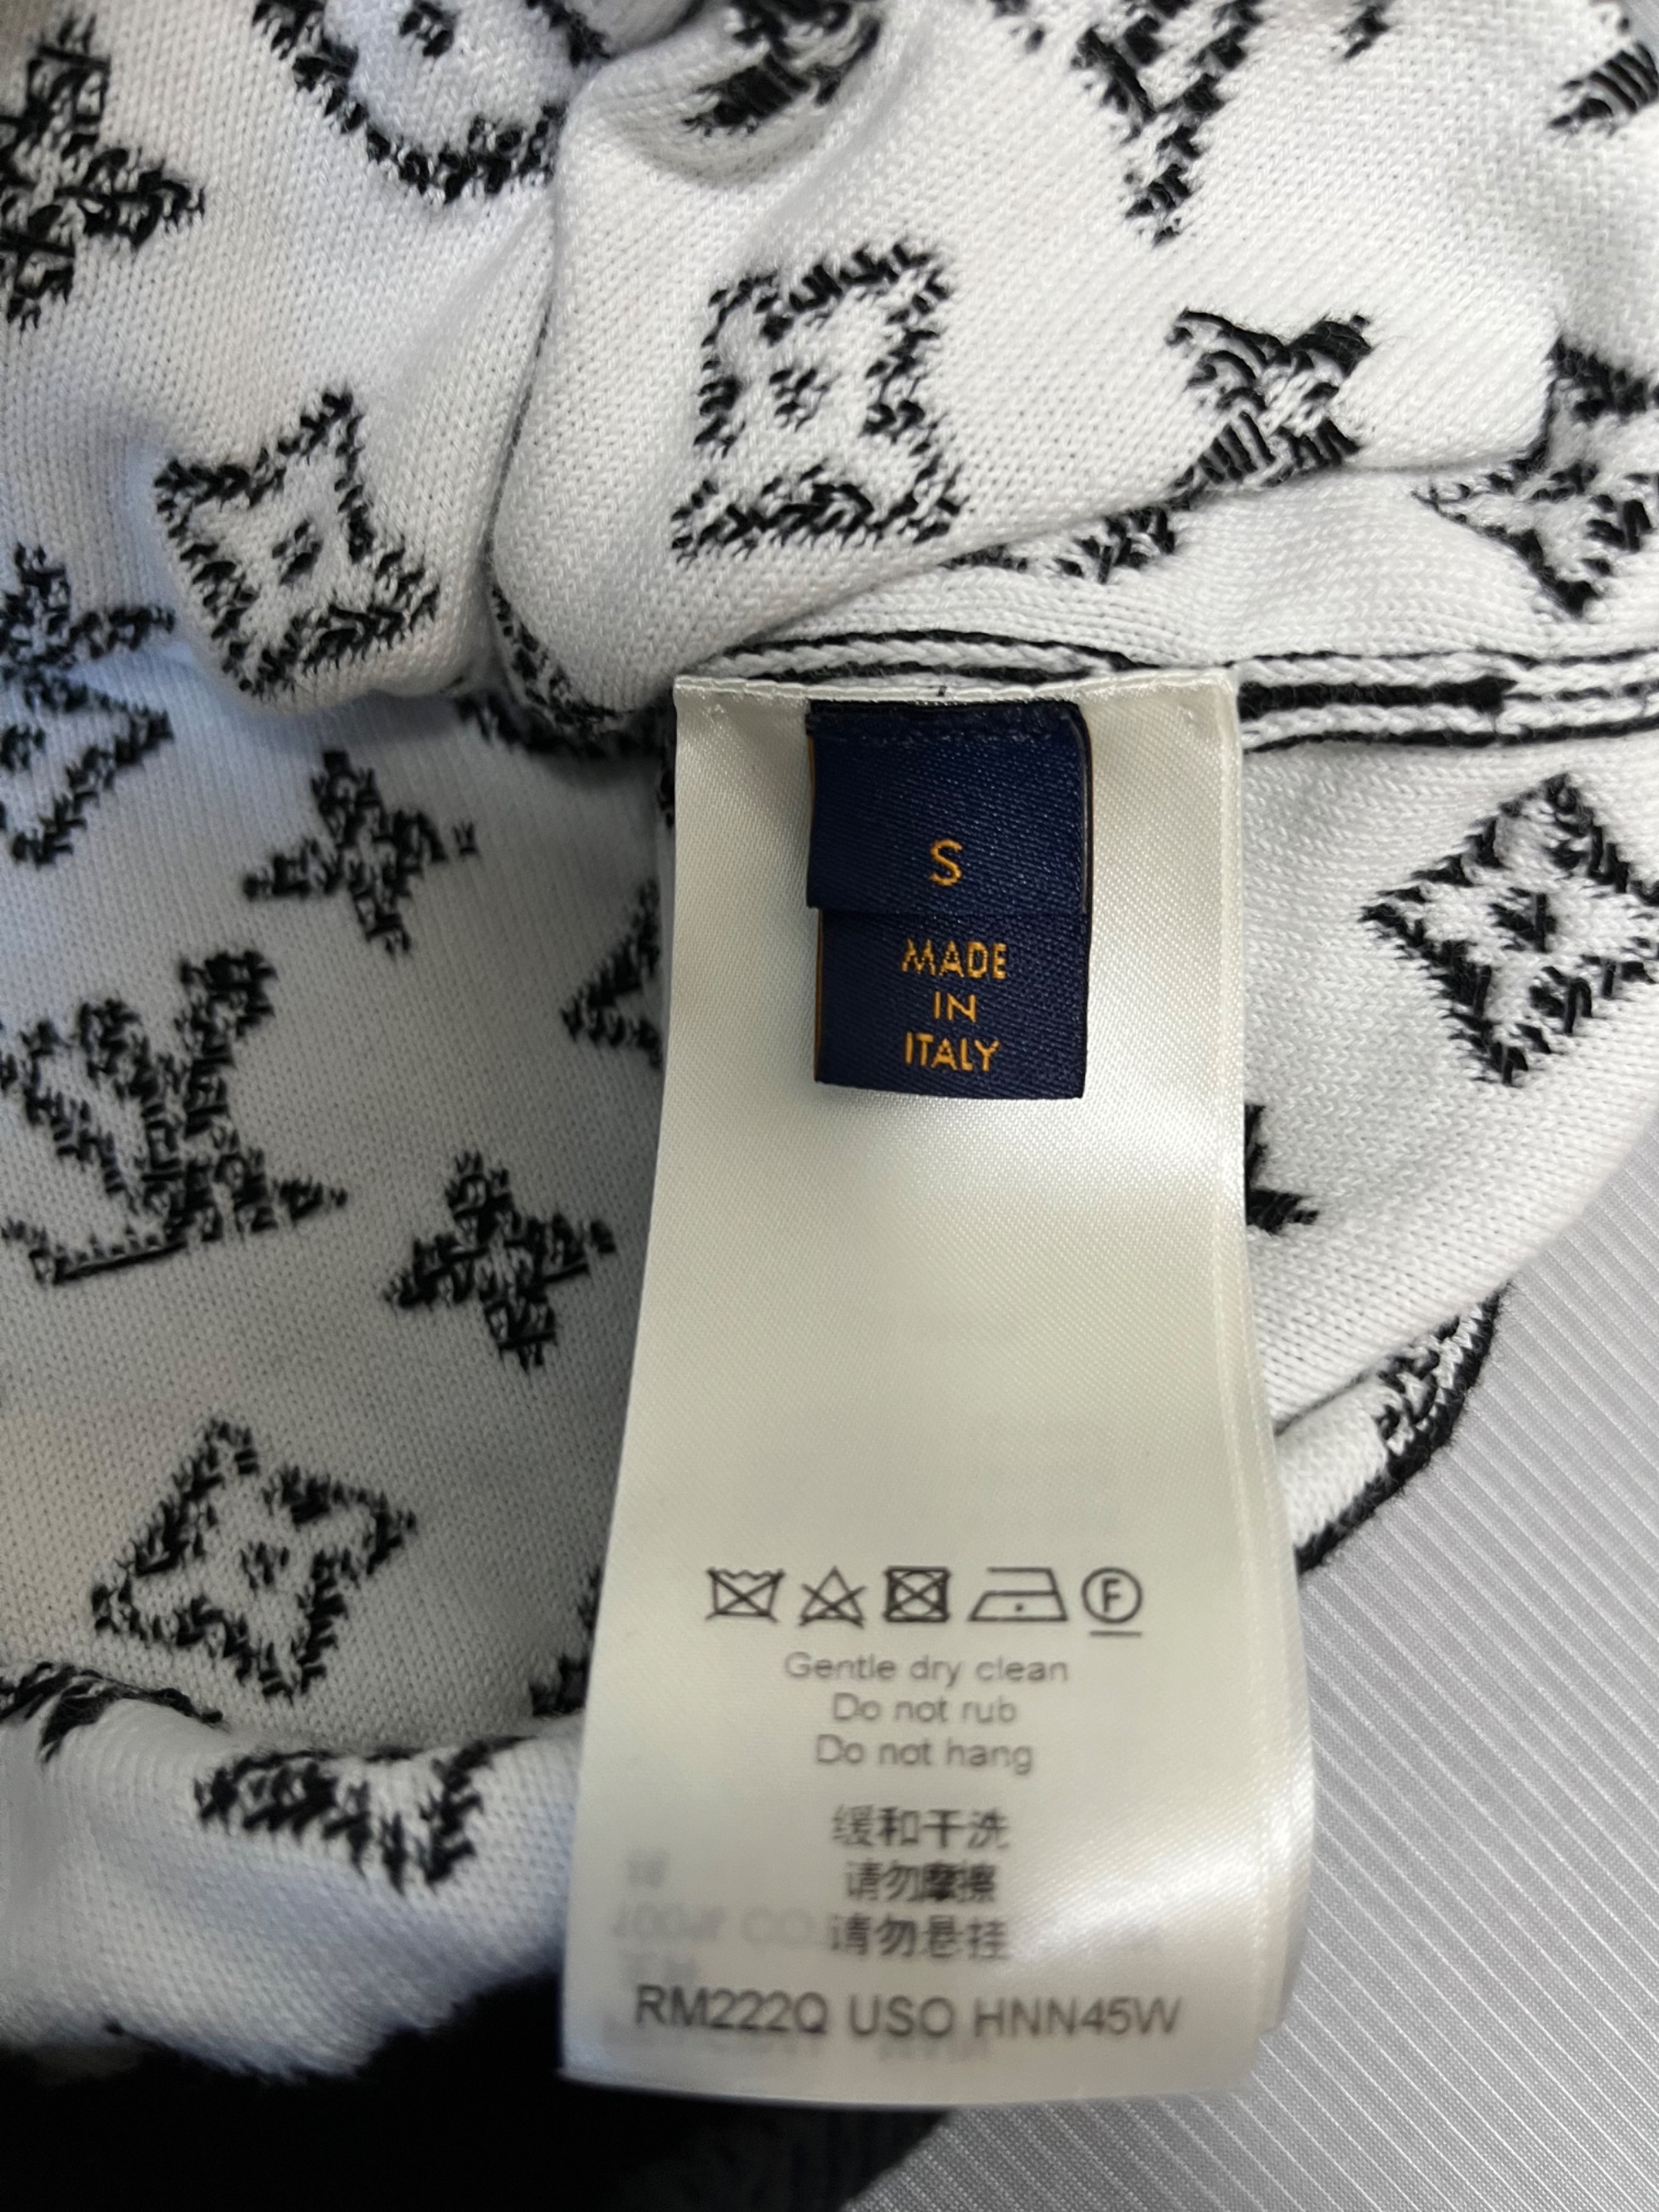 S
MADE
IN
ITALY
F
Gentle dry clean
Do not rub
Do not hang
缓和干洗
请勿摩擦
请勿悬挂
RM222Q USO HNN45W